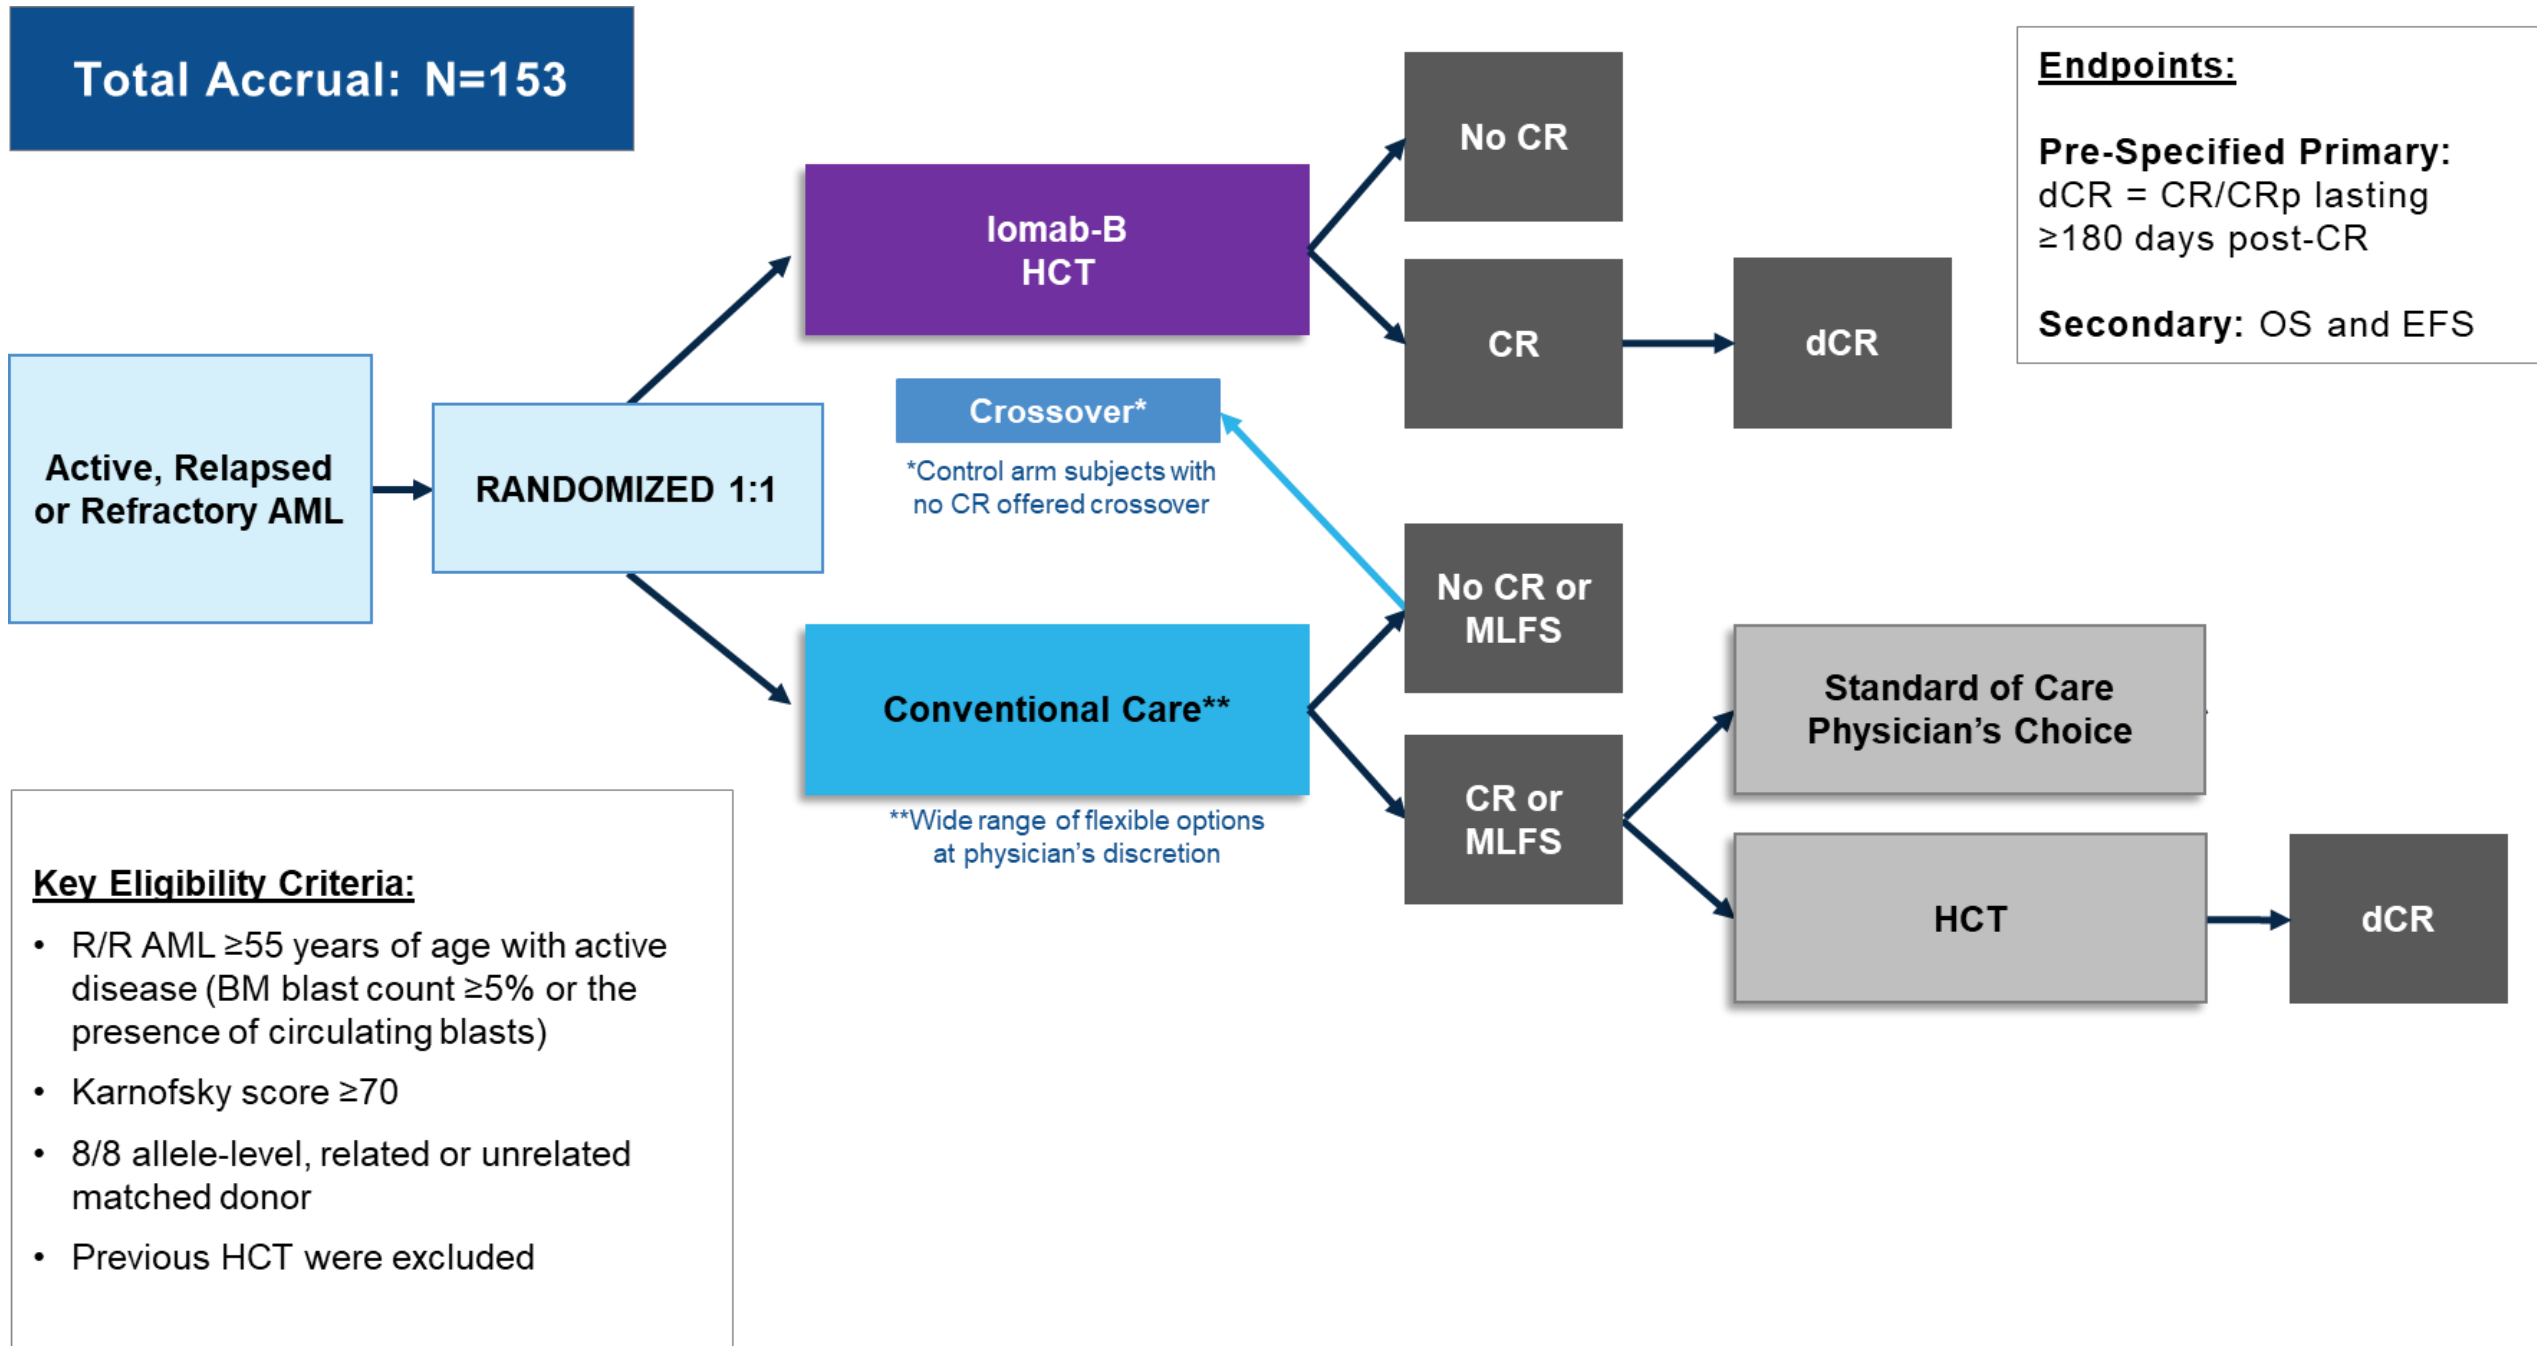 Total Accrual: N=153
Active, Relapsed
or Refractory AML
RANDOMIZED 1:1
Iomab-B
HCT
No CR
CR
dCR
Crossover*
*Control arm subjects with
no CR offered crossover
Conventional Care**
**Wide range of flexible options
at physician's discretion
No CR or
MLFS
CR or
MLFS
Standard of Care
Physician's Choice
HCT
dCR
Endpoints:
Pre-Specified Primary:
dCR = CR/CRp lasting
≥180 days post-CR
Secondary: OS and EFS
Key Eligibility Criteria:
• R/R AML ≥55 years of age with active
disease (BM blast count ≥5% or the
presence of circulating blasts)
• Karnofsky score ≥70
• 8/8 allele-level, related or unrelated
matched donor
• Previous HCT were excluded